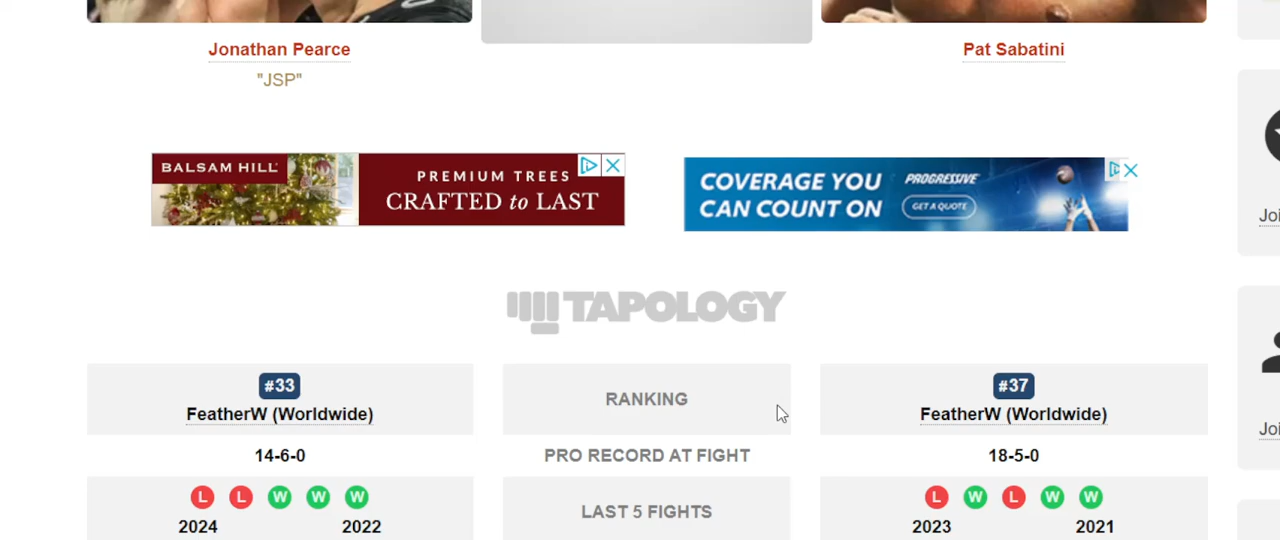 Jonathan Pearce
Pat Sabatini
"JSP"
BALSAM HILL
PREMIUM TREES
CRAFTED to LAST
COVERAGE YOU
CAN COUNT ON
PROGRESSIVE
GET A QUOTE
TAPOLOGY
#33
FeatherW (Worldwide)
RANKING
#37
FeatherW (Worldwide)
14-6-0
PRO RECORD AT FIGHT
18-5-0
L L W W W
2024 2022
LAST 5 FIGHTS
L W L W W
2023 2021
Joi
Joi